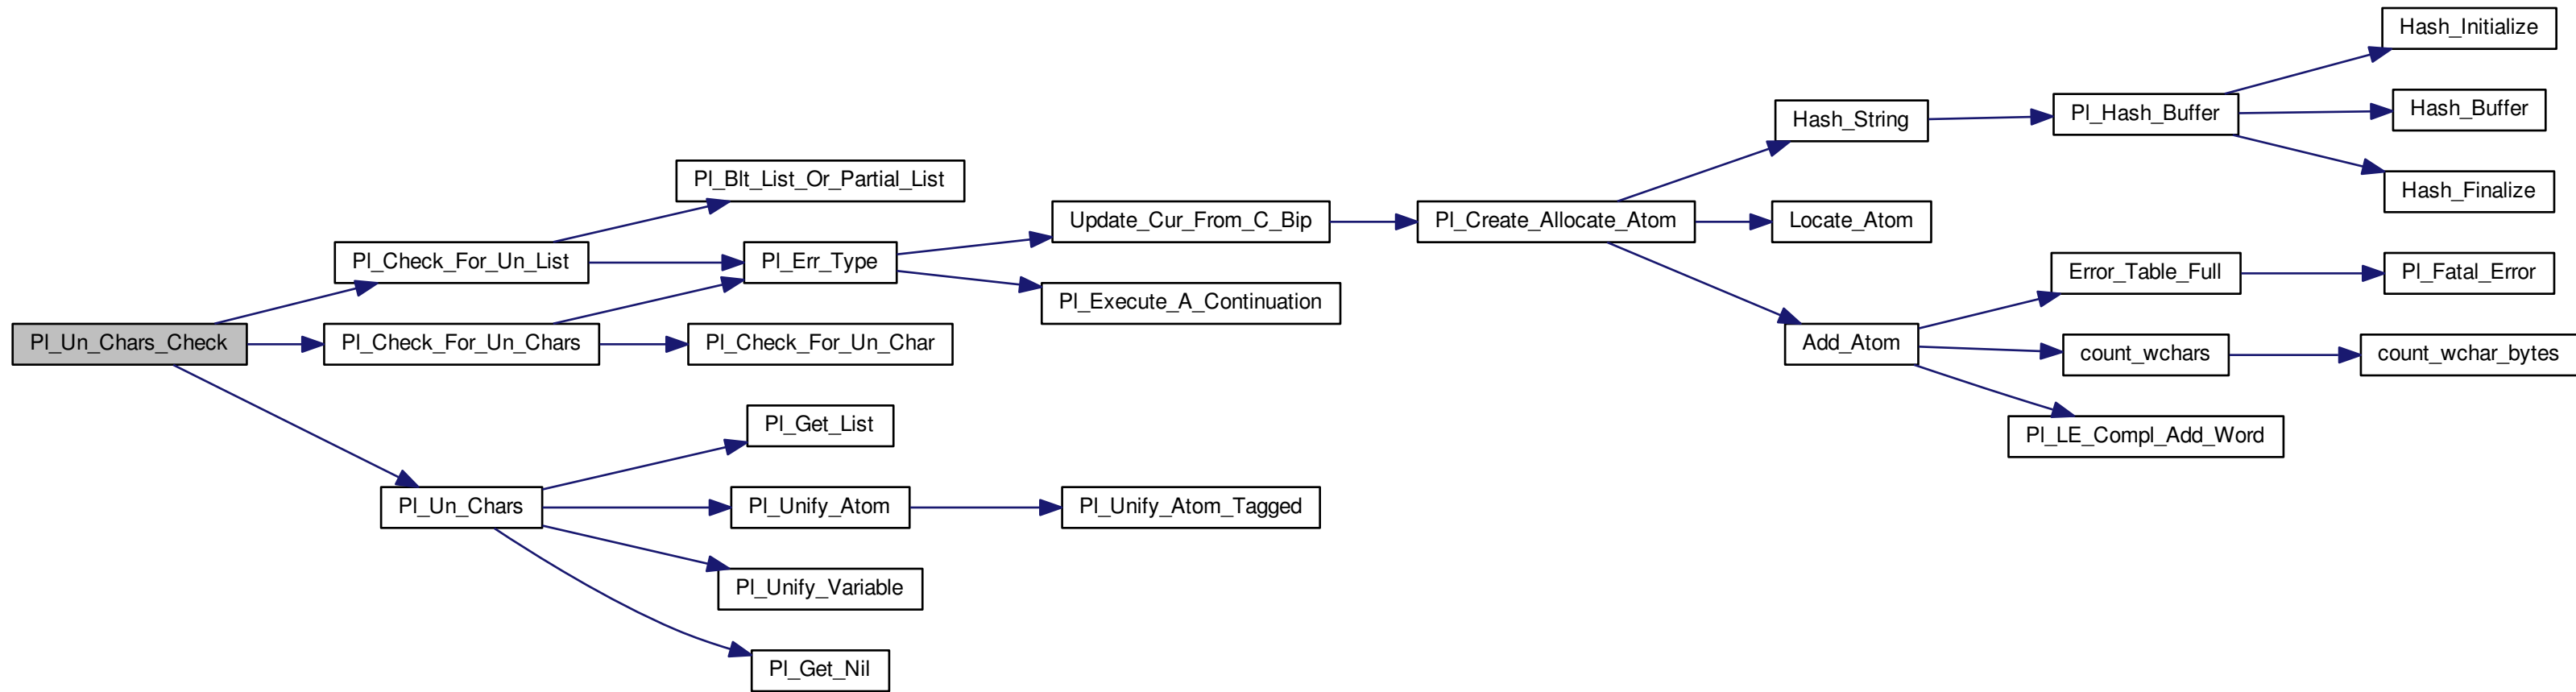 Pl_Un_Chars_Check
Pl_Check_For_Un_List
Pl_Check_For_Un_Chars
Pl_Un_Chars
Pl_Blt_List_Or_Partial_List
Pl_Err_Type
Pl_Check_For_Un_Char
Pl_Get_List
Pl_Unify_Atom
Pl_Unify_Variable
Pl_Get_Nil
Update_Cur_From_C_Bip
Pl_Execute_A_Continuation
Pl_Unify_Atom_Tagged
Pl_Create_Allocate_Atom
Hash_String
Locate_Atom
Add_Atom
Pl_Hash_Buffer
Error_Table_Full
count_wchars
Pl_LE_Compl_Add_Word
Hash_Initialize
Hash_Buffer
Hash_Finalize
Pl_Fatal_Error
count_wchar_bytes